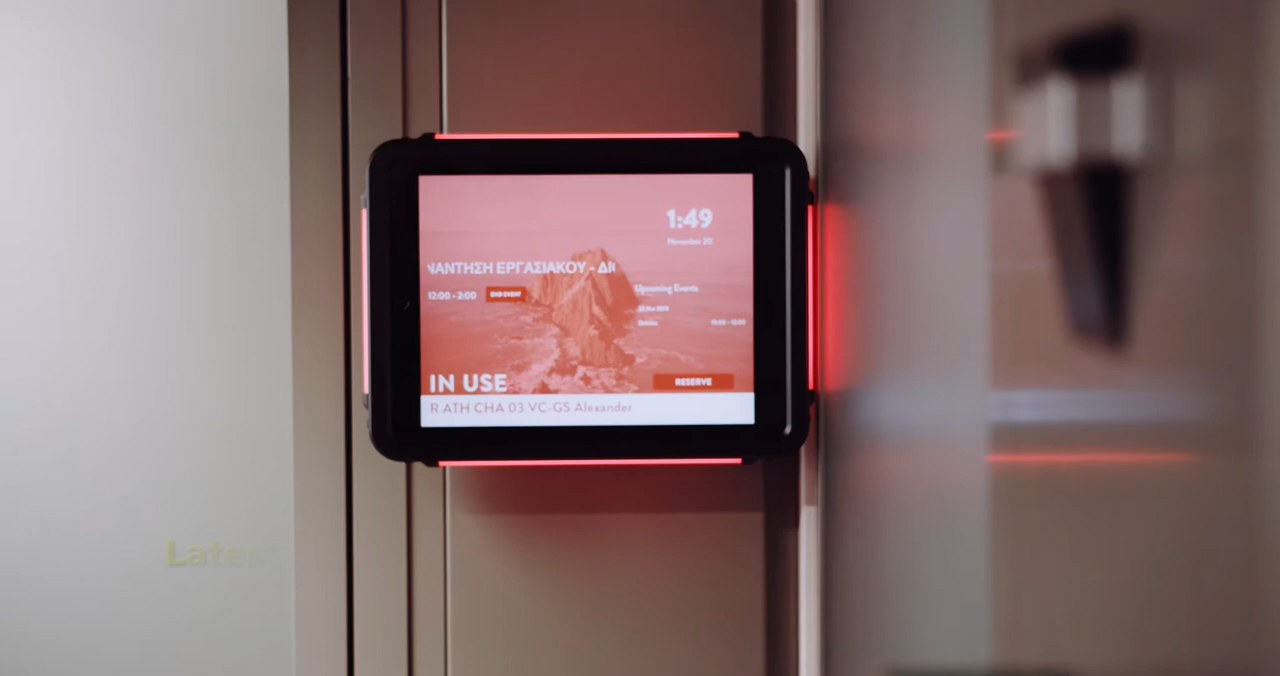 1:49
November 20
ΝΑΝΤΗΣΗ ΕΡΓΑΣΙΑΚΟΥ - ΔΙ
12:00 - 2:00 END EVENT
Upcoming Events
IN USE
RESERVE
R ATH CHA 03 VC-GS Alexander
Latest